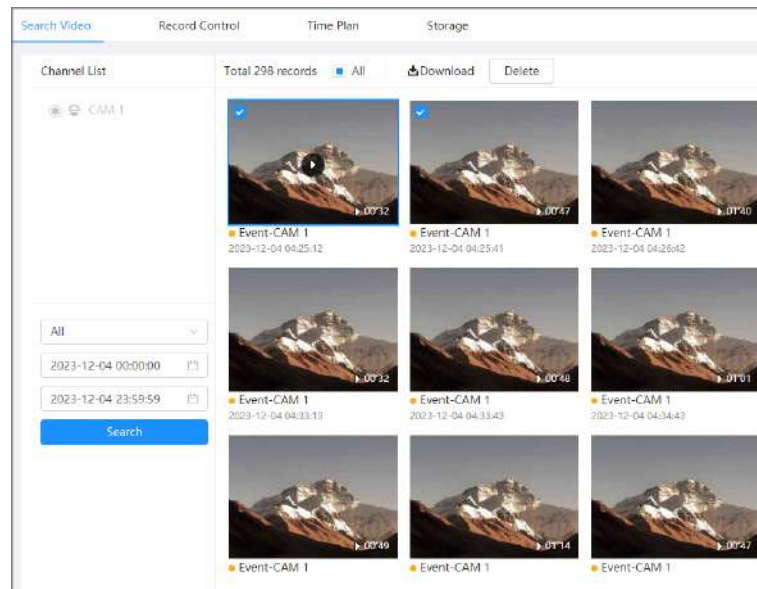 Search Video Record Control Time Plan Storage
Channel List
Total 298 records All Download Delete
CAM 1
00'32 00'47 01'40
Event-CAM 1 Event-CAM 1 Event-CAM 1
2023-12-04 04:25:12 2023-12-04 04:25:41 2023-12-04 04:26:42
All
2023-12-04 00:00:00
2023-12-04 23:59:59
Search
00'32 00'48 01'01
Event-CAM 1 Event-CAM 1 Event-CAM 1
2023-12-04 04:33:13 2023-12-04 04:33:43 2023-12-04 04:34:43
00'49 01'14 00'47
Event-CAM 1 Event-CAM 1 Event-CAM 1